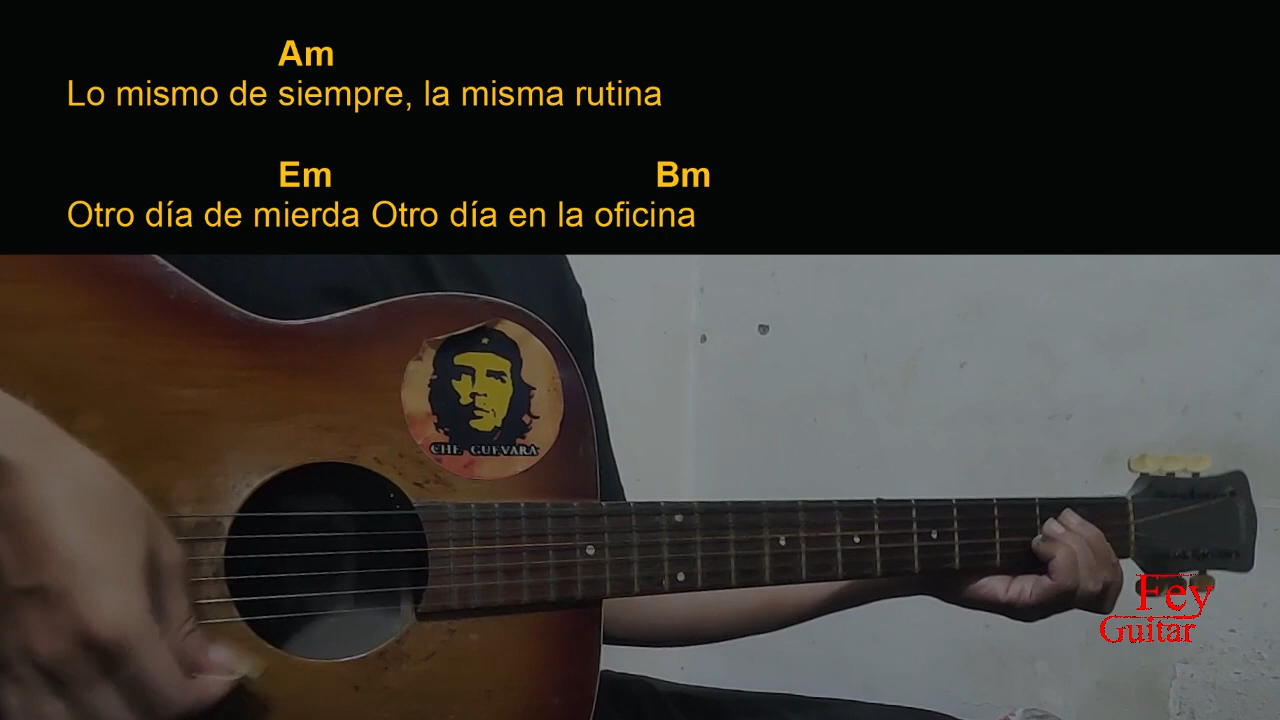 Am
Lo mismo de siempre, la misma rutina
Em Bm
Otro día de mierda Otro día en la oficina
CHE GUEVARA
Fey
Guitar